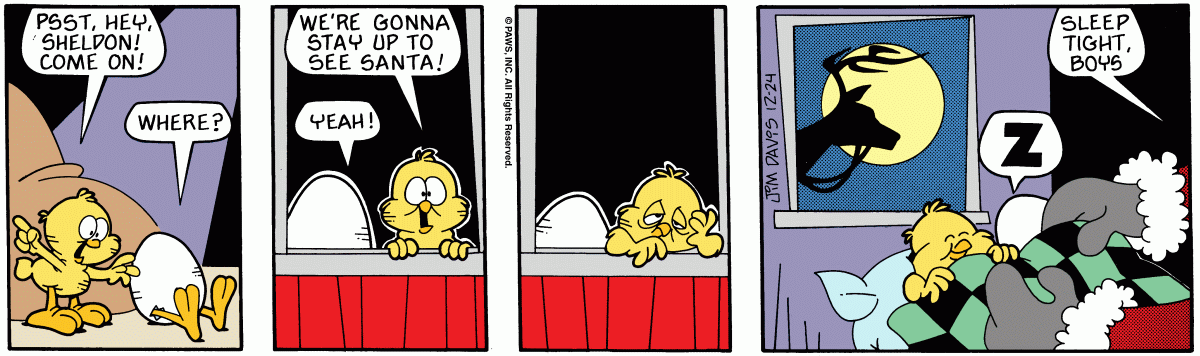 PSST, HEY,
SHELDON!
COME ON!
WHERE?
WE'RE GONNA
STAY UP TO
SEE SANTA!
YEAH!
© PAWS, INC. All Rights Reserved.
JIM DAVIS 12-24
Z
SLEEP
TIGHT,
BOYS